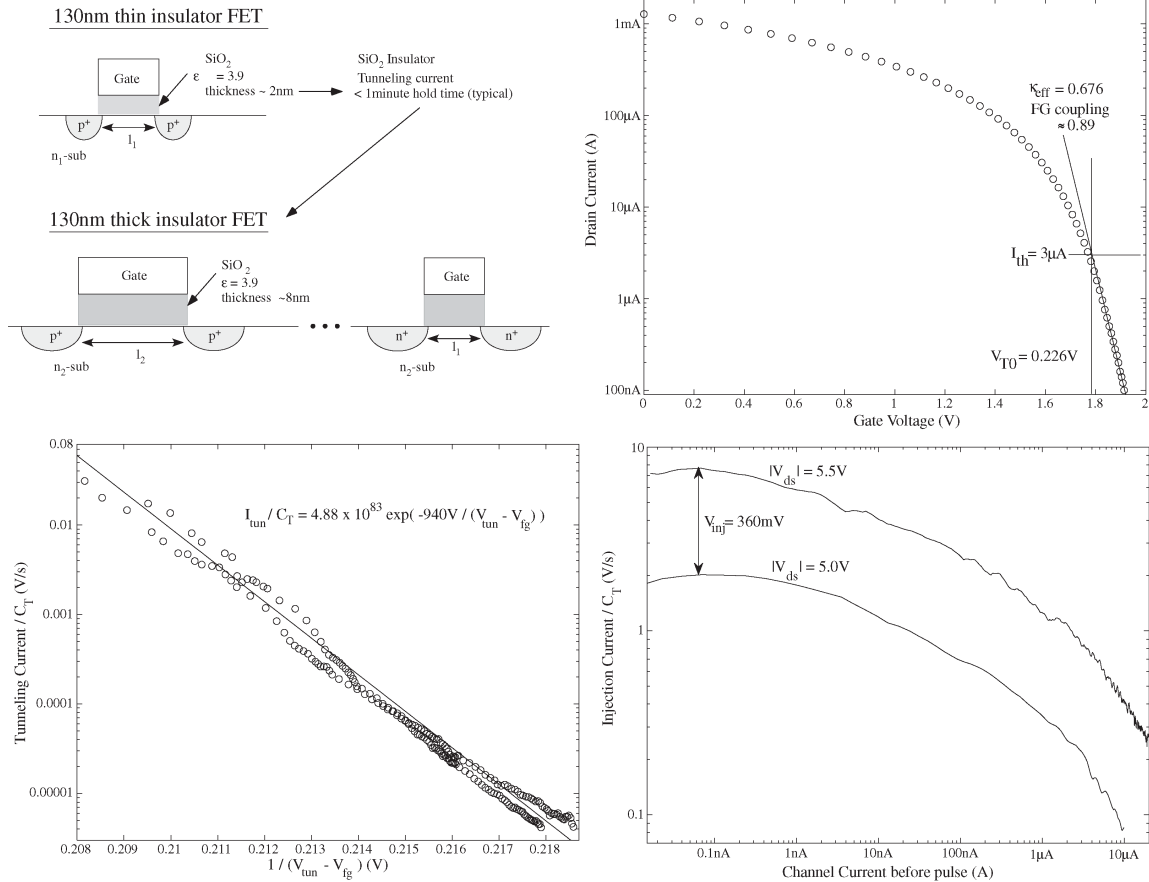 130nm thin insulator FET
Gate
SiO2
ε = 3.9
thickness ~ 2nm
SiO2 Insulator
Tunneling current
< 1minute hold time (typical)
p+
l1
p+
n1-sub
130nm thick insulator FET
Gate
SiO2
ε = 3.9
thickness ~8nm
Gate
p+
l2
p+
n2-sub
• • •
n+
l1
n+
n2-sub
Drain Current (A)
1mA
100μA
10μA
1μA
100nA
κeff = 0.676
FG coupling
≈0.89
Ith = 3μA
VT0 = 0.226V
0
0.2
0.4
0.6
0.8
1
1.2
1.4
1.6
1.8
2
Gate Voltage (V)
Tunneling Current / CT (V/s)
0.08
0.01
0.001
0.0001
0.00001
Itun / CT = 4.88 x 10^83 exp( -940V / (Vtun - Vfg) )
0.208
0.209
0.21
0.211
0.212
0.213
0.214
0.215
0.216
0.217
0.218
1 / (Vtun - Vfg) (V)
Injection Current / CT (V/s)
10
1
0.1
|Vds| = 5.5V
Vinj = 360mV
|Vds| = 5.0V
0.1nA
1nA
10nA
100nA
1μA
10μA
Channel Current before pulse (A)